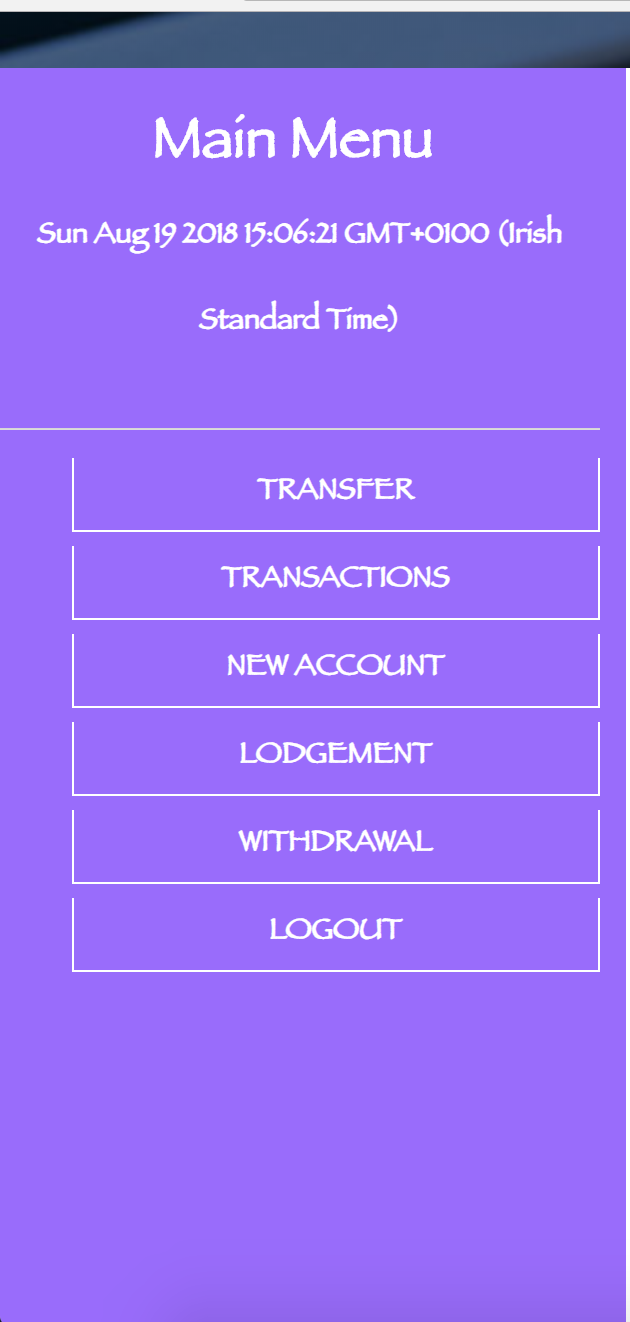 Main Menu
Sun Aug 19 2018 15:06:21 GMT+0100 (Irish
Standard Time)
TRANSFER
TRANSACTIONS
NEW ACCOUNT
LODGEMENT
WITHDRAWAL
LOGOUT